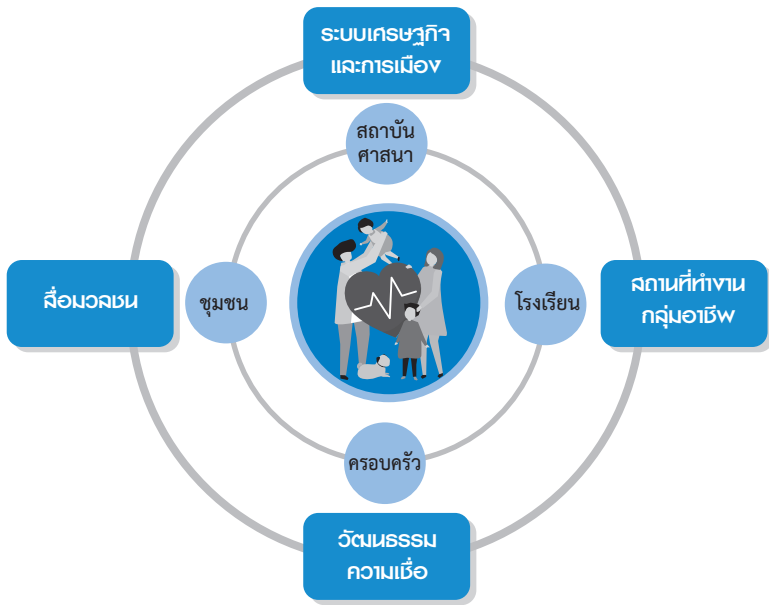 ระบบเศรษฐกิจ
และการเมือง
สถาบัน
ศาสนา
สื่อมวลชน
ชุมชน
โรงเรียน
สถานที่ทำงาน
กลุ่มอาชีพ
ครอบครัว
วัฒนธรรม
ความเชื่อ